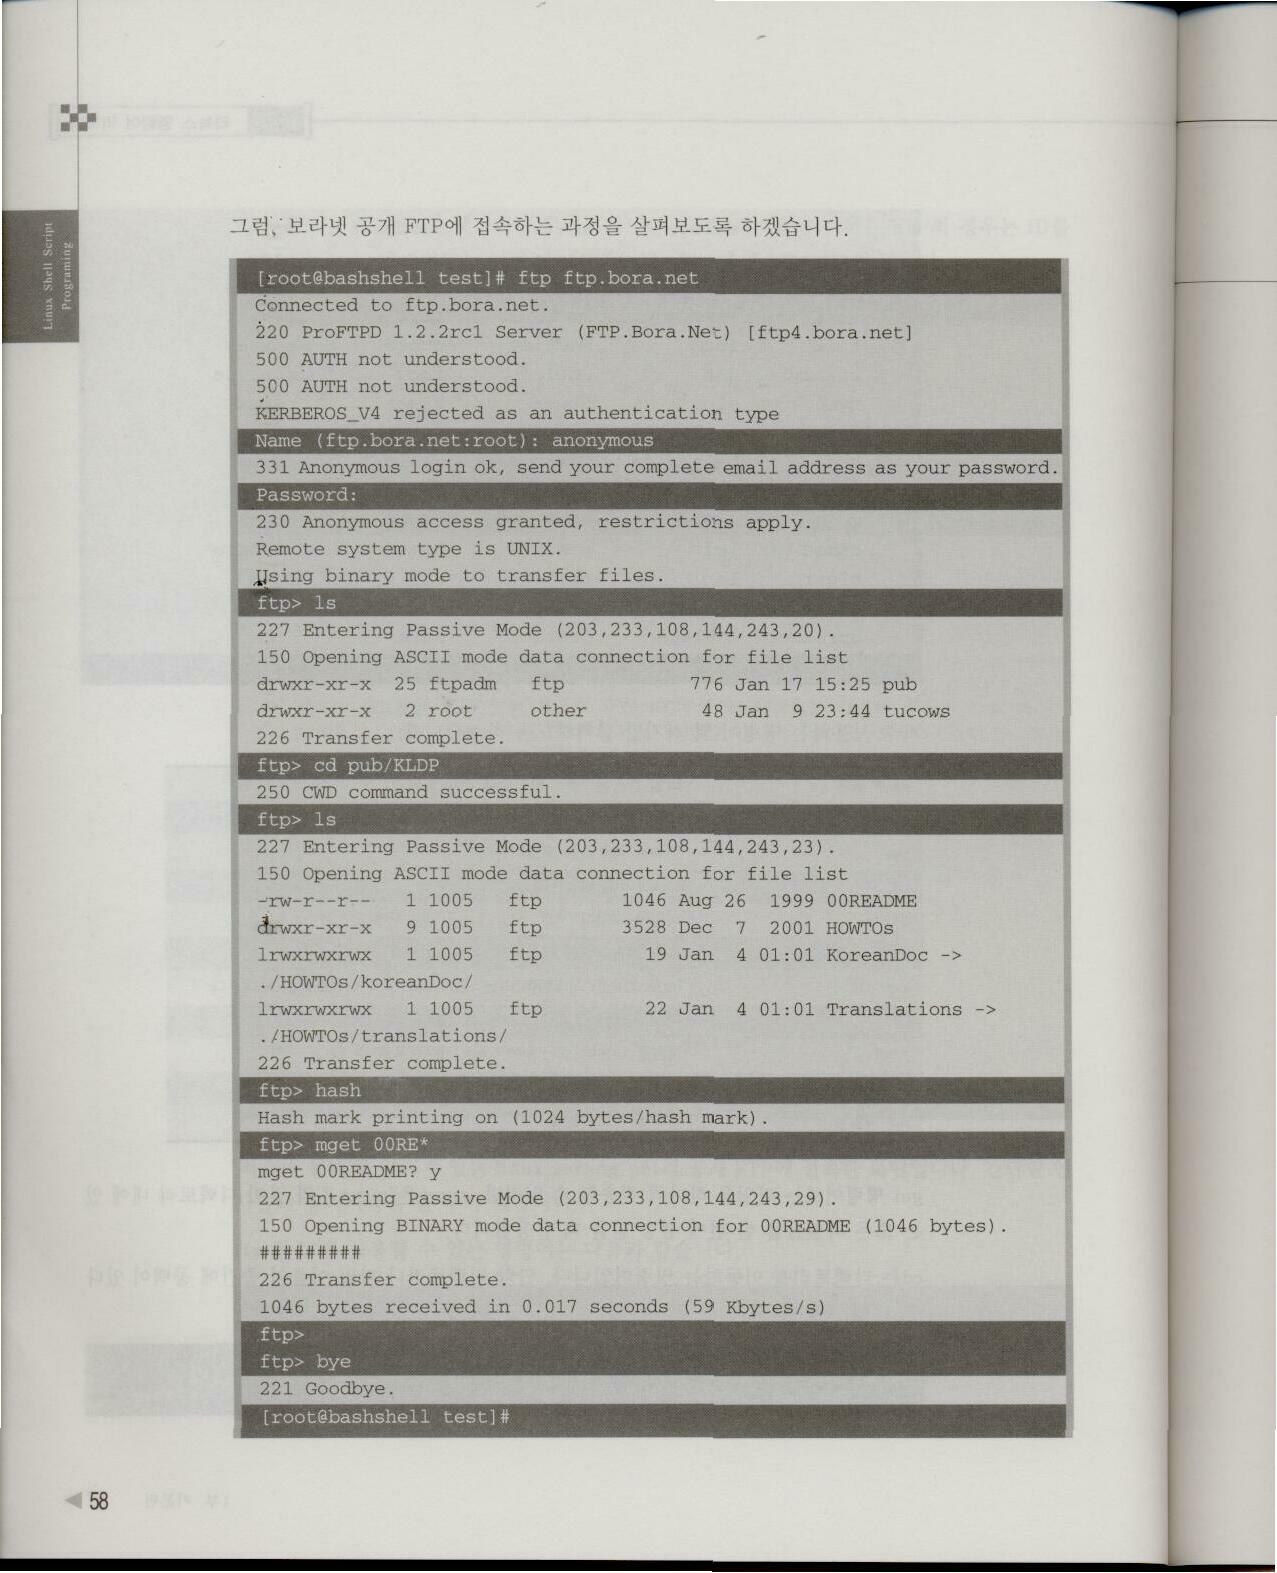 Linux Shell Script
Programing
그럼, 보라넷 공개 FTP에 접속하는 과정을 살펴보도록 하겠습니다.
[root@bashshell test]# ftp ftp.bora.net
Connected to ftp.bora.net.
220 ProFTPD 1.2.2rc1 Server (FTP.Bora.Net) [ftp4.bora.net]
500 AUTH not understood.
500 AUTH not understood.
KERBEROS_V4 rejected as an authentication type
Name (ftp.bora.net:root): anonymous
331 Anonymous login ok, send your complete email address as your password.
Password:
230 Anonymous access granted, restrictions apply.
Remote system type is UNIX.
Using binary mode to transfer files.
ftp> ls
227 Entering Passive Mode (203,233,108,144,243,20).
150 Opening ASCII mode data connection for file list
drwxr-xr-x  25 ftpadm   ftp           776 Jan 17 15:25 pub
drwxr-xr-x   2 root     other          48 Jan  9 23:44 tucows
226 Transfer complete.
ftp> cd pub/KLDP
250 CWD command successful.
ftp> ls
227 Entering Passive Mode (203,233,108,144,243,23).
150 Opening ASCII mode data connection for file list
-rw-r--r--   1 1005   ftp       1046 Aug 26  1999 00README
drwxr-xr-x   9 1005   ftp       3528 Dec  7  2001 HOWTOs
lrwxrwxrwx   1 1005   ftp         19 Jan  4 01:01 KoreanDoc ->
./HOWTOs/koreanDoc/
lrwxrwxrwx   1 1005   ftp         22 Jan  4 01:01 Translations ->
./HOWTOs/translations/
226 Transfer complete.
ftp> hash
Hash mark printing on (1024 bytes/hash mark).
ftp> mget 00RE*
mget 00README? y
227 Entering Passive Mode (203,233,108,144,243,29).
150 Opening BINARY mode data connection for 00README (1046 bytes).
#########
226 Transfer complete.
1046 bytes received in 0.017 seconds (59 Kbytes/s)
ftp>
ftp> bye
221 Goodbye.
[root@bashshell test]#
58